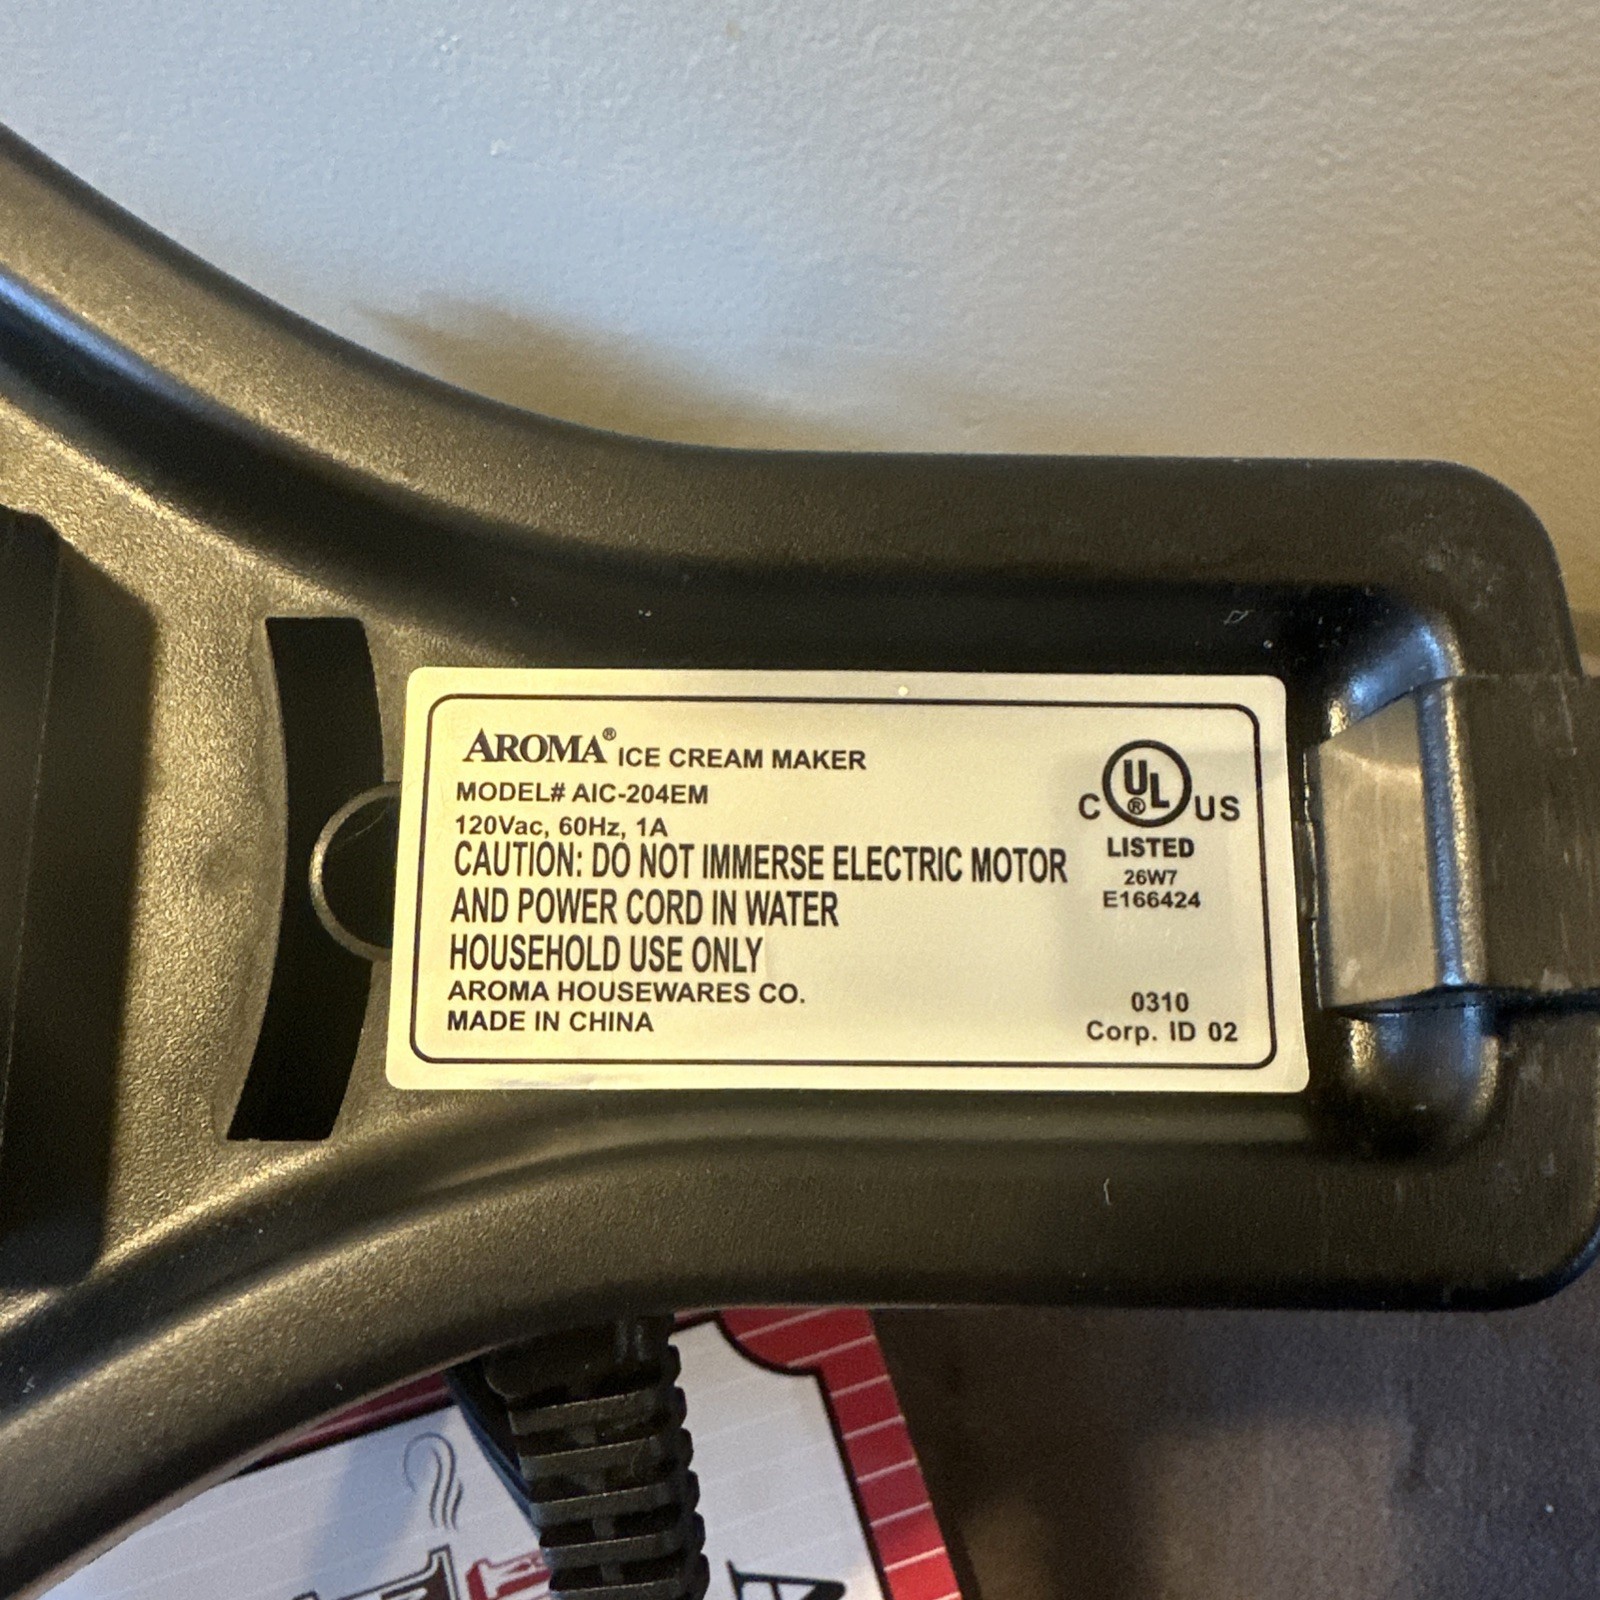 AROMA® ICE CREAM MAKER
MODEL# AIC-204EM
120Vac, 60Hz, 1A
CAUTION: DO NOT IMMERSE ELECTRIC MOTOR
AND POWER CORD IN WATER
HOUSEHOLD USE ONLY
AROMA HOUSEWARES CO.
MADE IN CHINA
C UL® US
LISTED
26W7
E166424
0310
Corp. ID 02